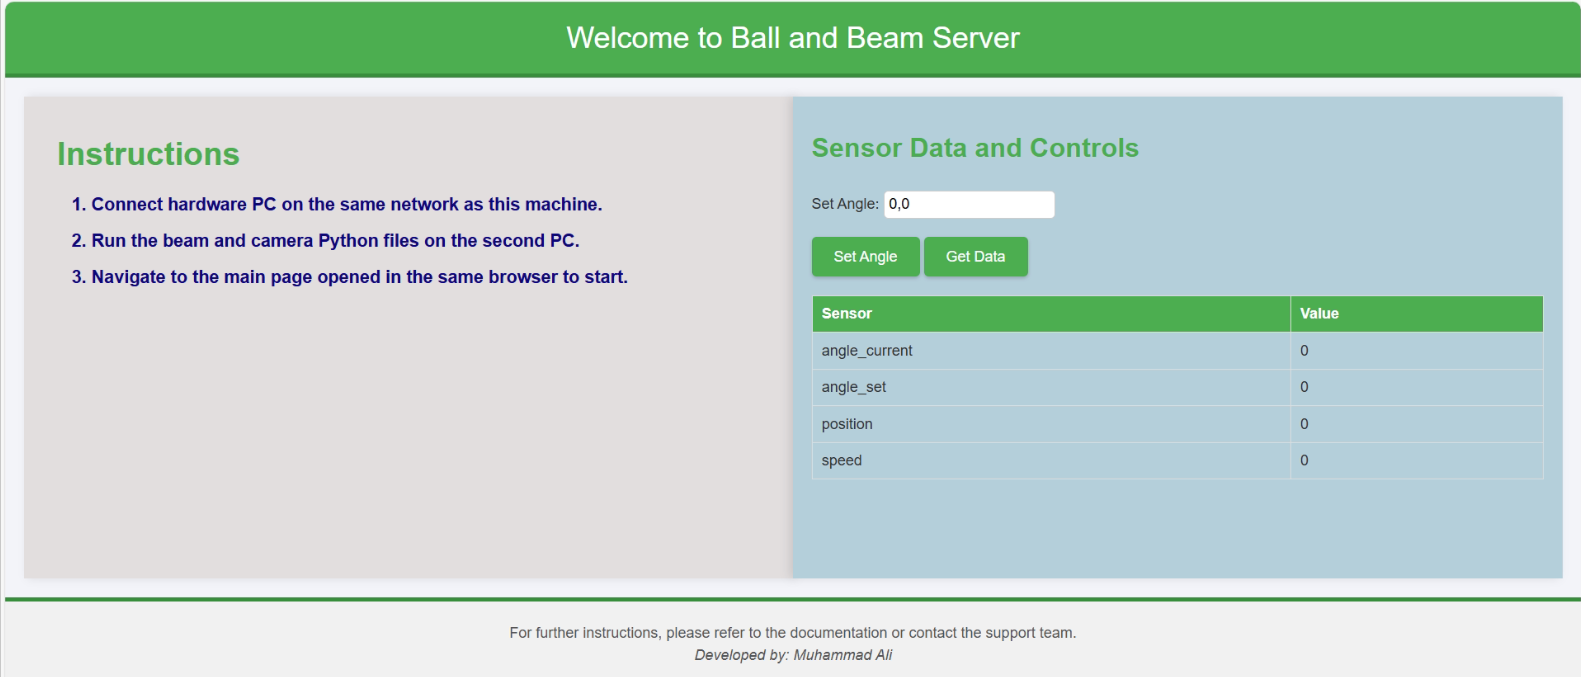 Welcome to Ball and Beam Server
Instructions
1. Connect hardware PC on the same network as this machine.
2. Run the beam and camera Python files on the second PC.
3. Navigate to the main page opened in the same browser to start.
Sensor Data and Controls
Set Angle: 0,0
Set Angle Get Data
Sensor Value
angle_current 0
angle_set 0
position 0
speed 0
For further instructions, please refer to the documentation or contact the support team.
Developed by: Muhammad Ali